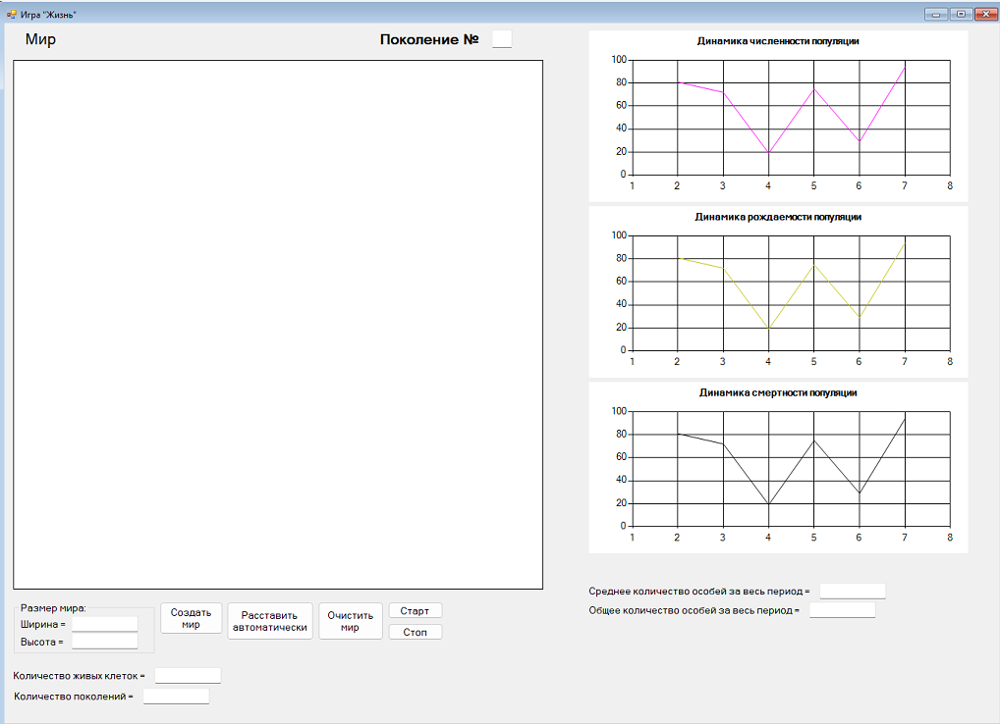 Игра "Жизнь"
Мир
Поколение №
Динамика численности популяции
100
80
60
40
20
0
1 2 3 4 5 6 7 8
Динамика рождаемости популяции
100
80
60
40
20
0
1 2 3 4 5 6 7 8
Динамика смертности популяции
100
80
60
40
20
0
1 2 3 4 5 6 7 8
Размер мира:
Ширина =
Высота =
Создать
мир
Расставить
автоматически
Очистить
мир
Старт
Стоп
Количество живых клеток =
Количество поколений =
Среднее количество особей за весь период =
Общее количество особей за весь период =